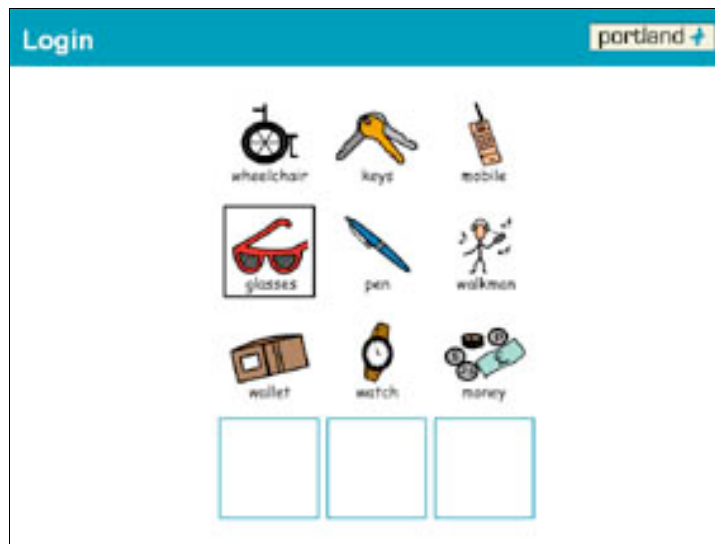 Login
portland
wheelchair keys mobile
glasses pen walkman
wallet watch money